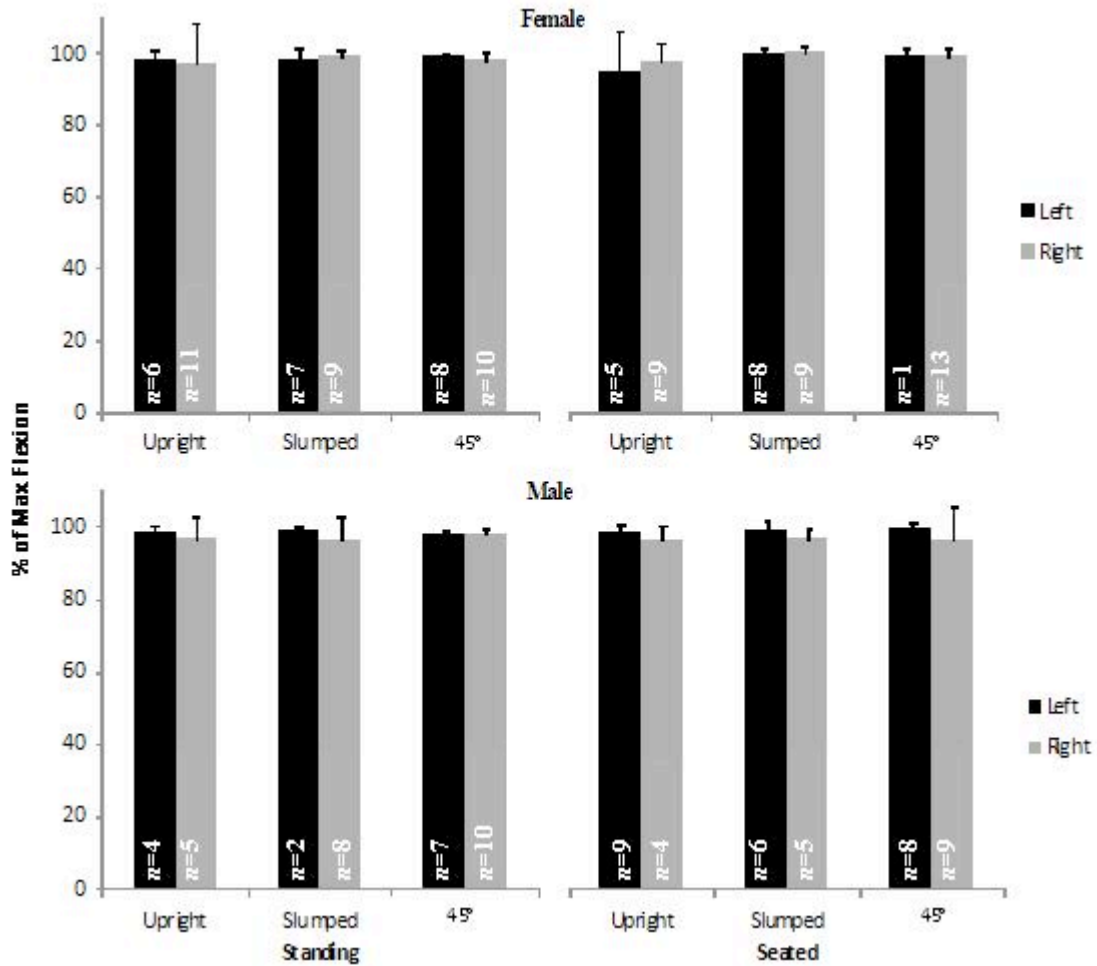 Female
100
80
60
40
20
0
n=6
n=11
n=7
n=9
n=8
n=10
n=5
n=9
n=8
n=9
n=1
n=13
Upright
Slumped
45°
Upright
Slumped
45°
Left
Right
% of Max Flexion
Male
100
80
60
40
20
0
n=4
n=5
n=2
n=8
n=7
n=10
n=9
n=4
n=6
n=5
n=8
n=9
Upright
Slumped
45°
Upright
Slumped
45°
Standing
Seated
Left
Right